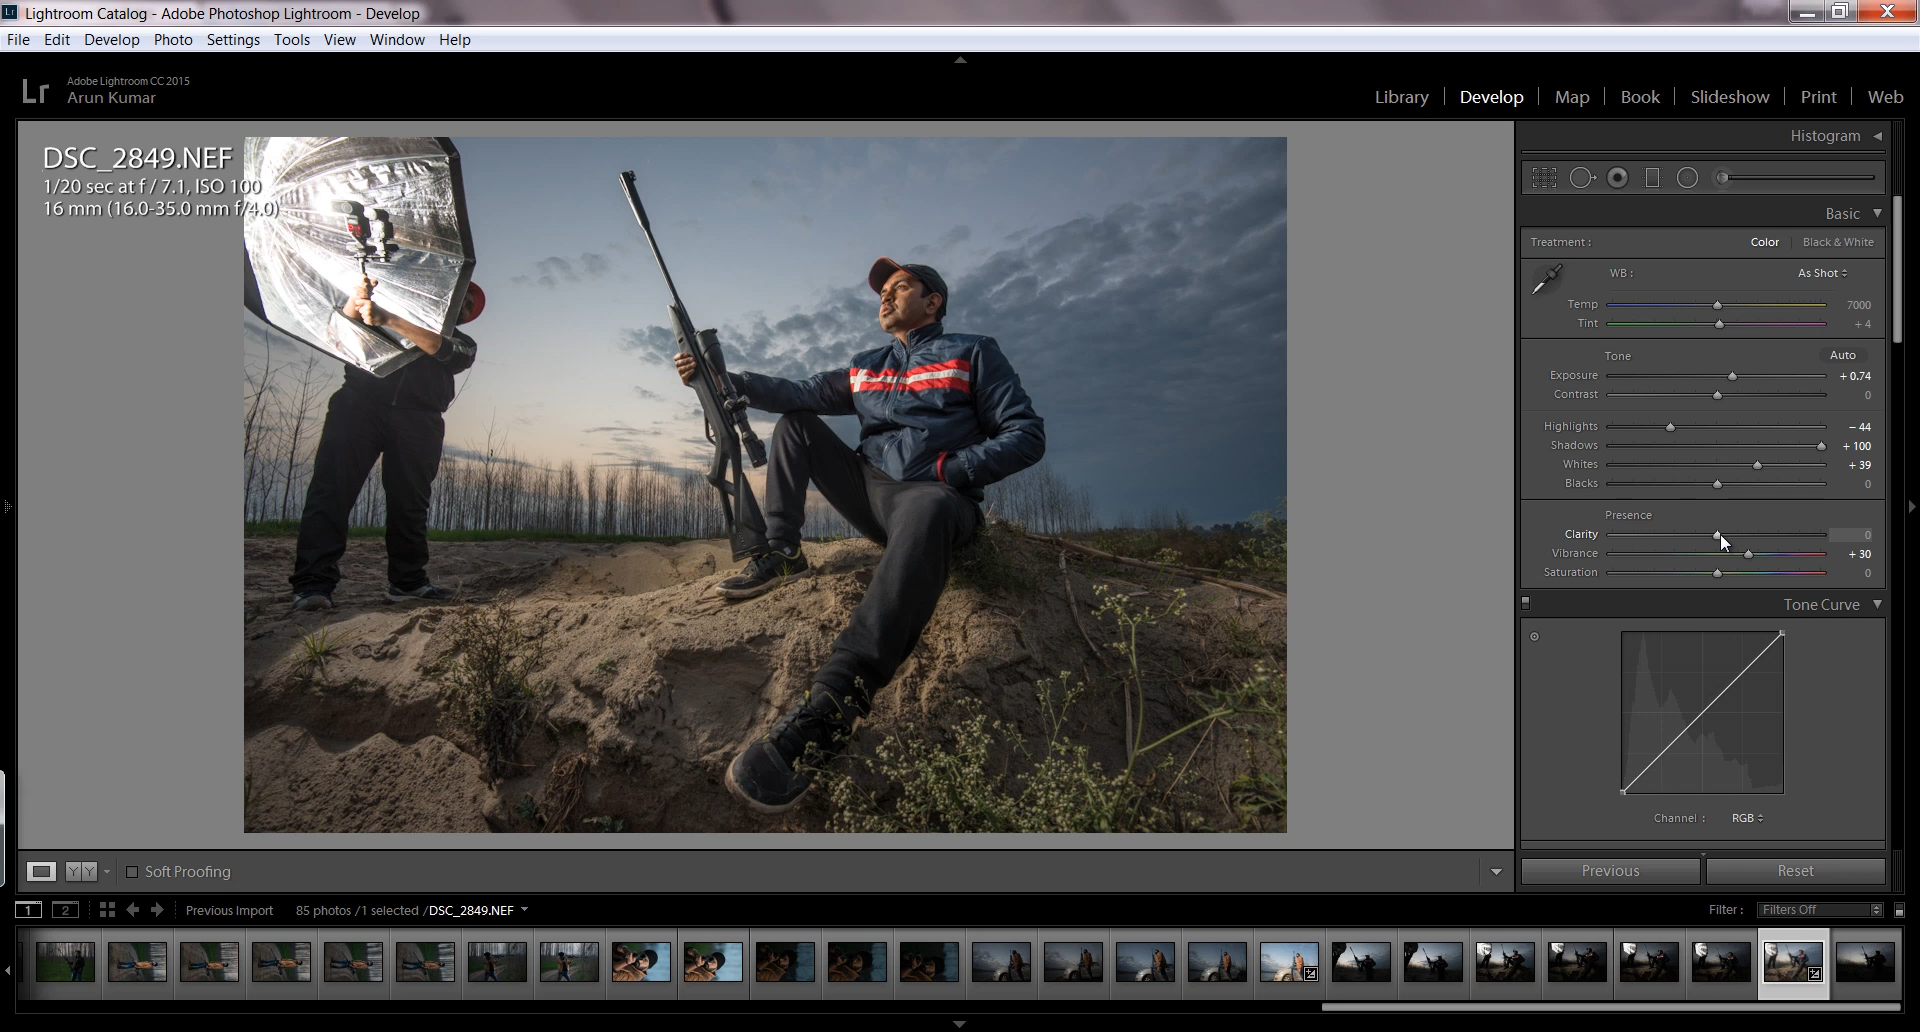 Lightroom Catalog - Adobe Photoshop Lightroom - Develop
File Edit Develop Photo Settings Tools View Window Help
Lr Adobe Lightroom CC 2015
Arun Kumar
Library Develop Map Book Slideshow Print Web
DSC_2849.NEF
1/20 sec at f / 7.1, ISO 100
16 mm (16.0-35.0 mm f/4.0)
Histogram
Basic
Treatment : Color Black & White
WB : As Shot
Temp 7000
Tint + 4
Tone Auto
Exposure + 0.74
Contrast 0
Highlights − 44
Shadows + 100
Whites + 39
Blacks 0
Presence
Clarity 0
Vibrance + 30
Saturation 0
Tone Curve
Channel : RGB
Previous Reset
YY Soft Proofing
1 2 Previous Import 85 photos /1 selected /DSC_2849.NEF Filter : Filters Off